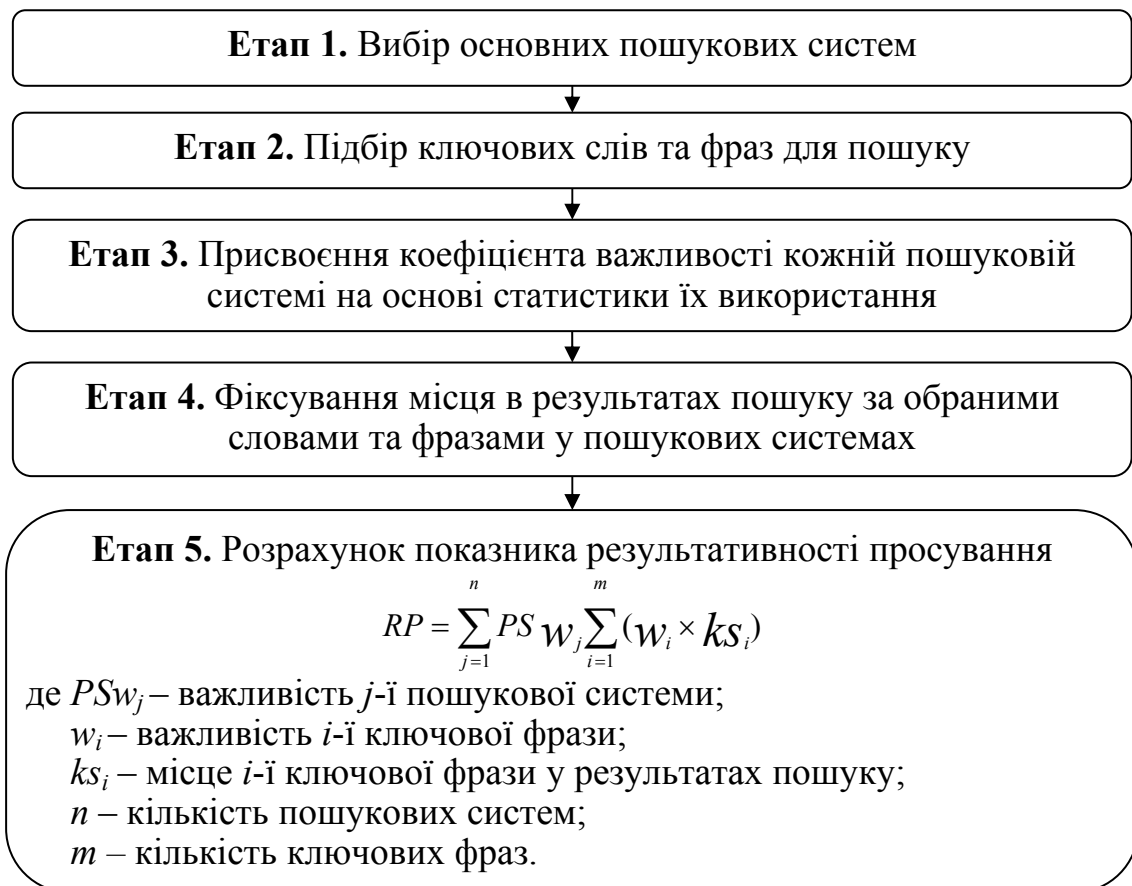 Етап 1. Вибір основних пошукових систем
Етап 2. Підбір ключових слів та фраз для пошуку
Етап 3. Присвоєння коефіцієнта важливості кожній пошуковій
системі на основі статистики їх використання
Етап 4. Фіксування місця в результатах пошуку за обраними
словами та фразами у пошукових системах
Етап 5. Розрахунок показника результативності просування
RP = \sum_{j=1}^{n} PS w_j \sum_{i=1}^{m} (w_i × ks_i)
де PSw_j – важливість j-ї пошукової системи;
w_i – важливість i-ї ключової фрази;
ks_i – місце i-ї ключової фрази у результатах пошуку;
n – кількість пошукових систем;
m – кількість ключових фраз.